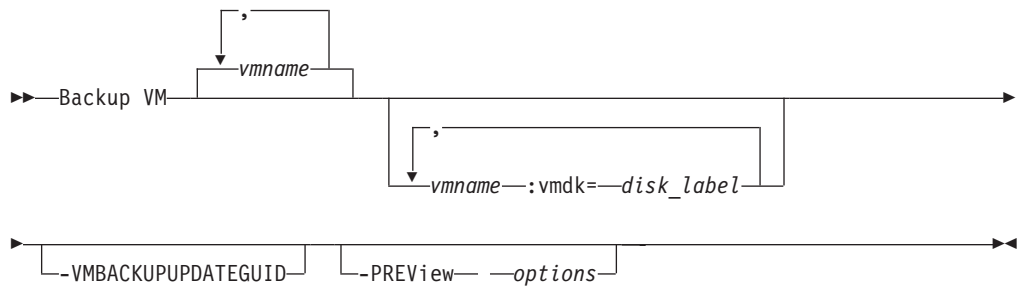 ,
vmname
Backup VM
,
vmname :vmdk= disk_label
-VMBACKUPUPDATEGUID -PREView options